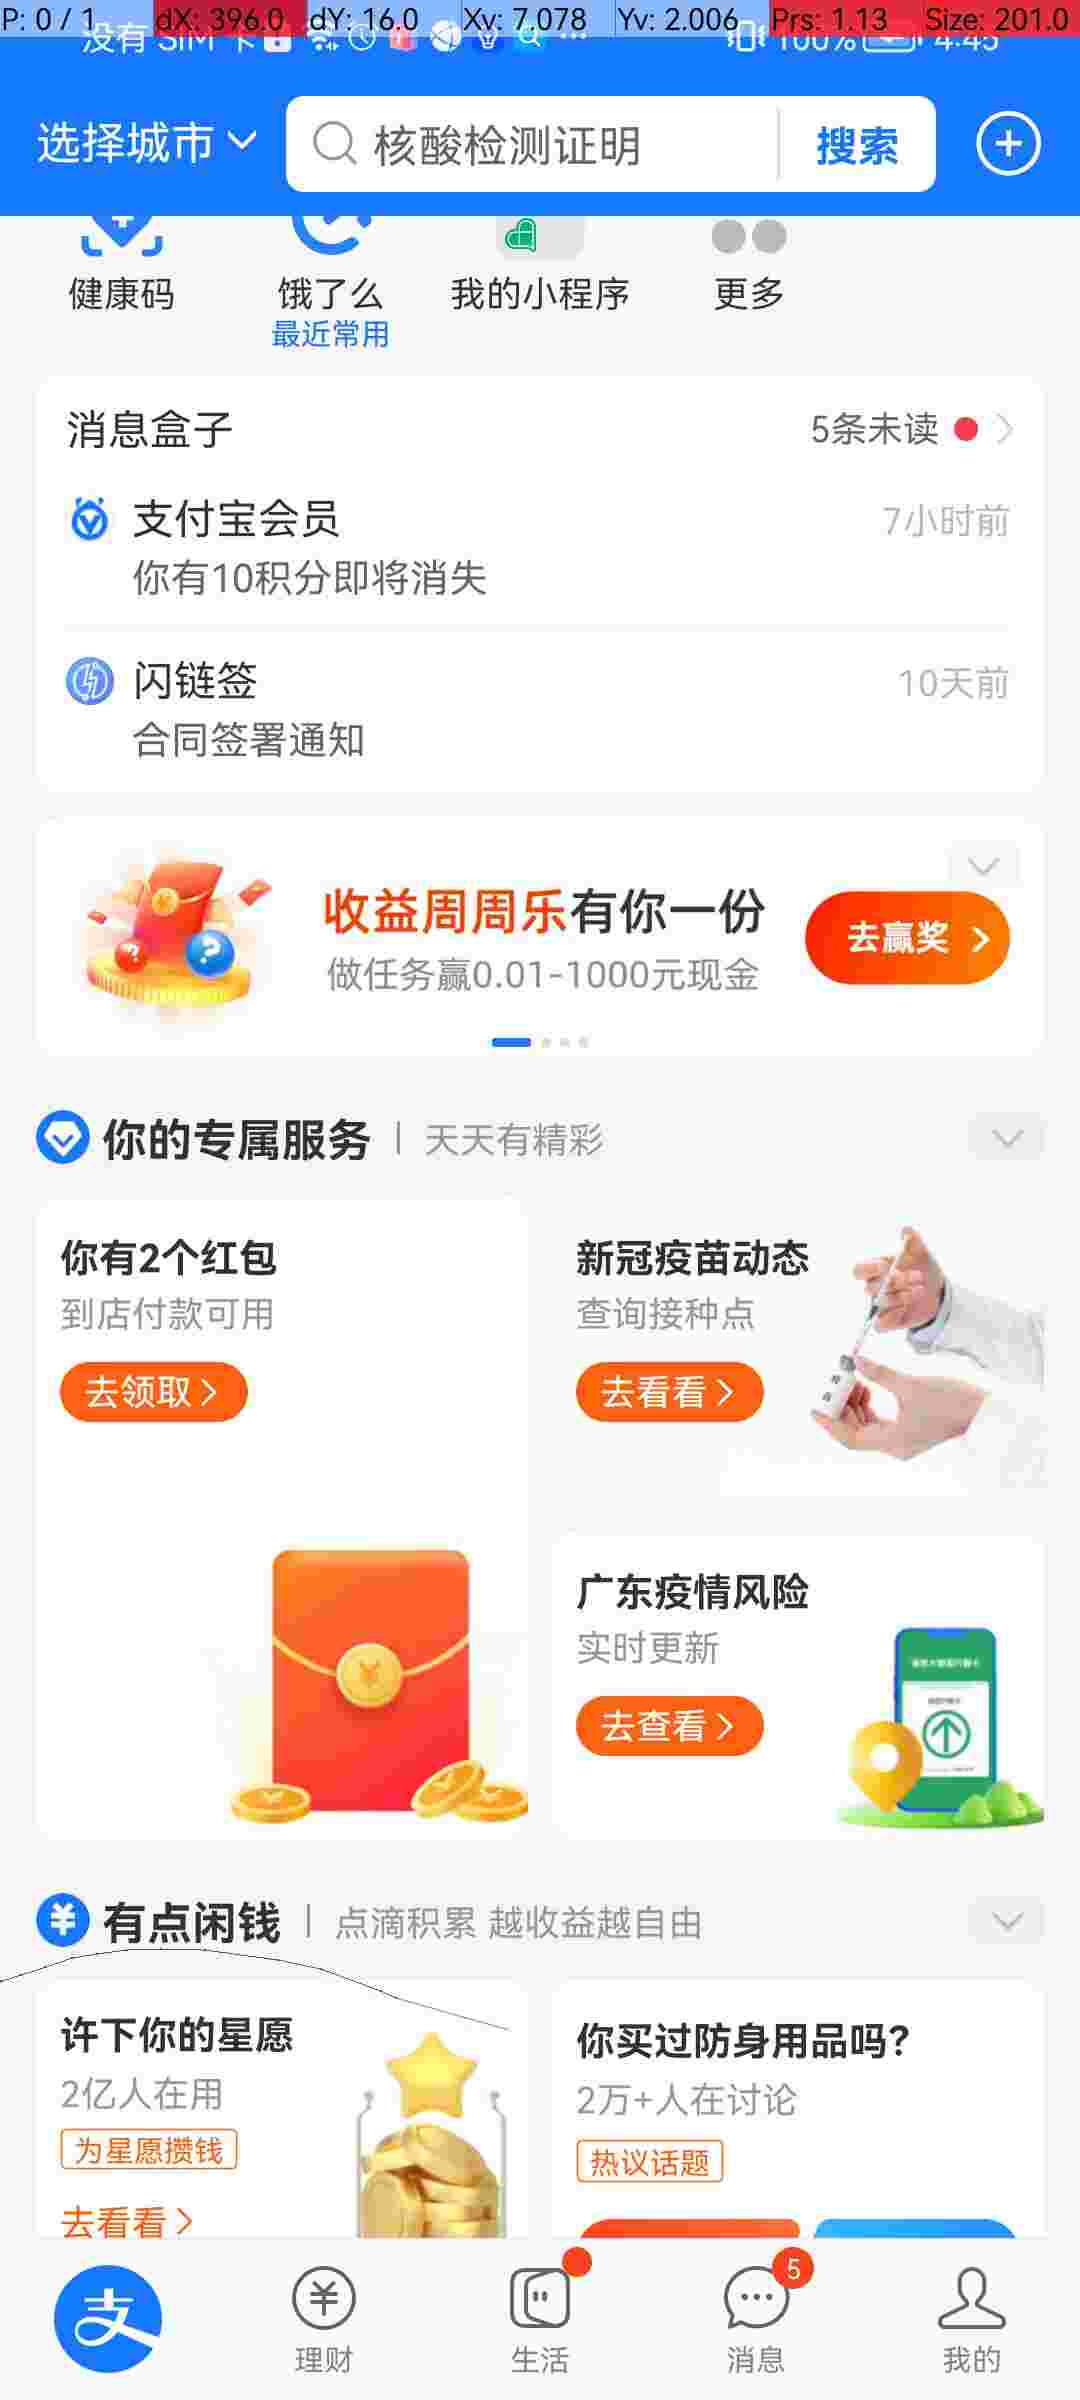 P: 0 / 1 dX: 396.0 dY: 16.0 Xv: 7.078 Yv: 2.006 Prs: 1.13 Size: 201.0
没有 SIM 卡 100% 4:45
选择城市 核酸检测证明 搜索
健康码 饿了么 我的小程序 更多
最近常用
消息盒子 5条未读
支付宝会员 7小时前
你有10积分即将消失
闪链签 10天前
合同签署通知
收益周周乐有你一份
做任务赢0.01-1000元现金
去赢奖
你的专属服务 天天有精彩
你有2个红包
到店付款可用
去领取
新冠疫苗动态
查询接种点
去看看
广东疫情风险
实时更新
去查看
有点闲钱 点滴积累 越收益越自由
许下你的星愿
2亿人在用
为星愿攒钱
去看看
你买过防身用品吗?
2万+人在讨论
热议话题
支 理财 生活 消息 5 我的